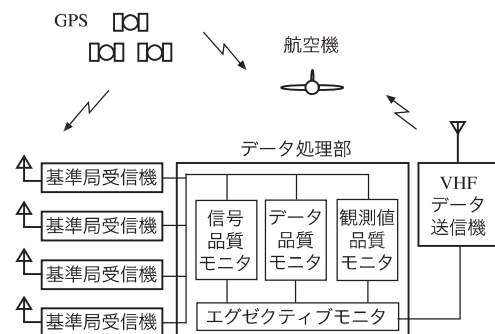 GPS
航空機
データ処理部
基準局受信機
基準局受信機
基準局受信機
基準局受信機
信号
品質
モニタ
データ
品質
モニタ
観測値
品質
モニタ
エグゼクティブモニタ
VHF
データ
送信機